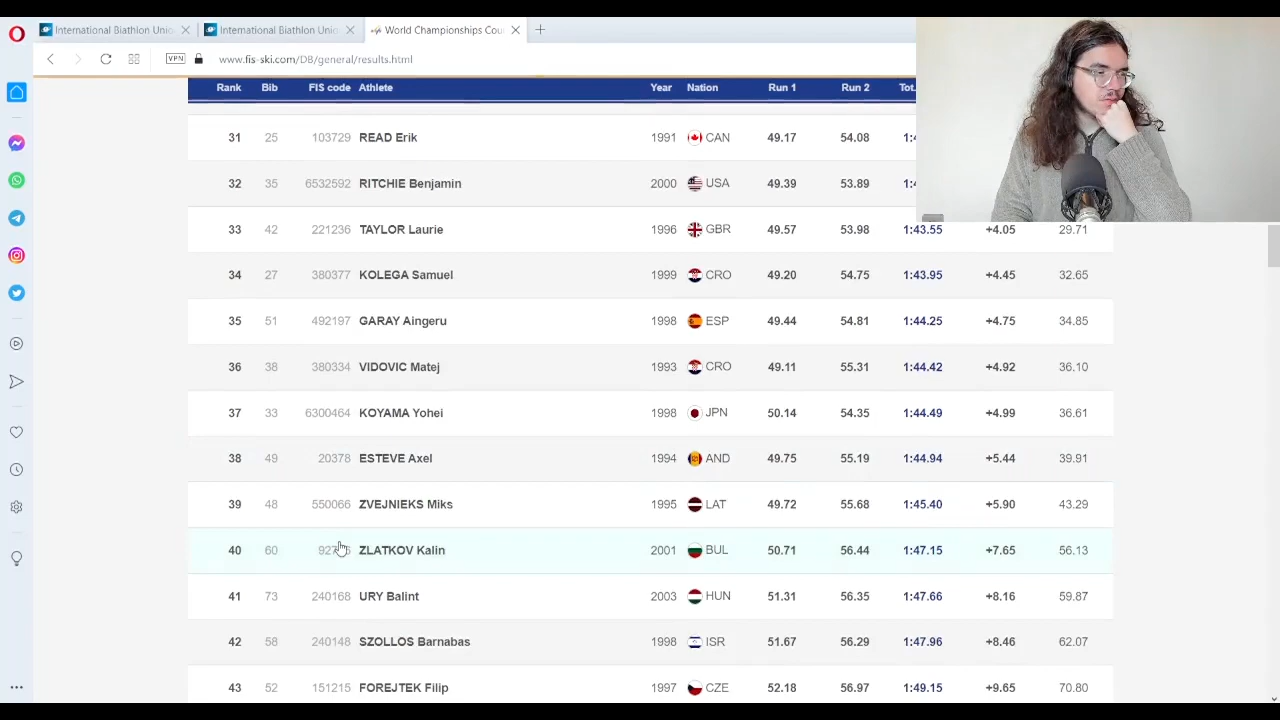 International Biathlon Unio
International Biathlon Unio
World Championships Cou
VPN
www.fis-ski.com/DB/general/results.html
Rank Bib FIS code Athlete Year Nation Run 1 Run 2 Tot.
31 25 103729 READ Erik 1991 CAN 49.17 54.08
32 35 6532592 RITCHIE Benjamin 2000 USA 49.39 53.89
33 42 221236 TAYLOR Laurie 1996 GBR 49.57 53.98 1:43.55 +4.05 29.71
34 27 380377 KOLEGA Samuel 1999 CRO 49.20 54.75 1:43.95 +4.45 32.65
35 51 492197 GARAY Aingeru 1998 ESP 49.44 54.81 1:44.25 +4.75 34.85
36 38 380334 VIDOVIC Matej 1993 CRO 49.11 55.31 1:44.42 +4.92 36.10
37 33 6300464 KOYAMA Yohei 1998 JPN 50.14 54.35 1:44.49 +4.99 36.61
38 49 20378 ESTEVE Axel 1994 AND 49.75 55.19 1:44.94 +5.44 39.91
39 48 550066 ZVEJNIEKS Miks 1995 LAT 49.72 55.68 1:45.40 +5.90 43.29
40 60 ZLATKOV Kalin 2001 BUL 50.71 56.44 1:47.15 +7.65 56.13
41 73 240168 URY Balint 2003 HUN 51.31 56.35 1:47.66 +8.16 59.87
42 58 240148 SZOLLOS Barnabas 1998 ISR 51.67 56.29 1:47.96 +8.46 62.07
43 52 151215 FOREJTEK Filip 1997 CZE 52.18 56.97 1:49.15 +9.65 70.80